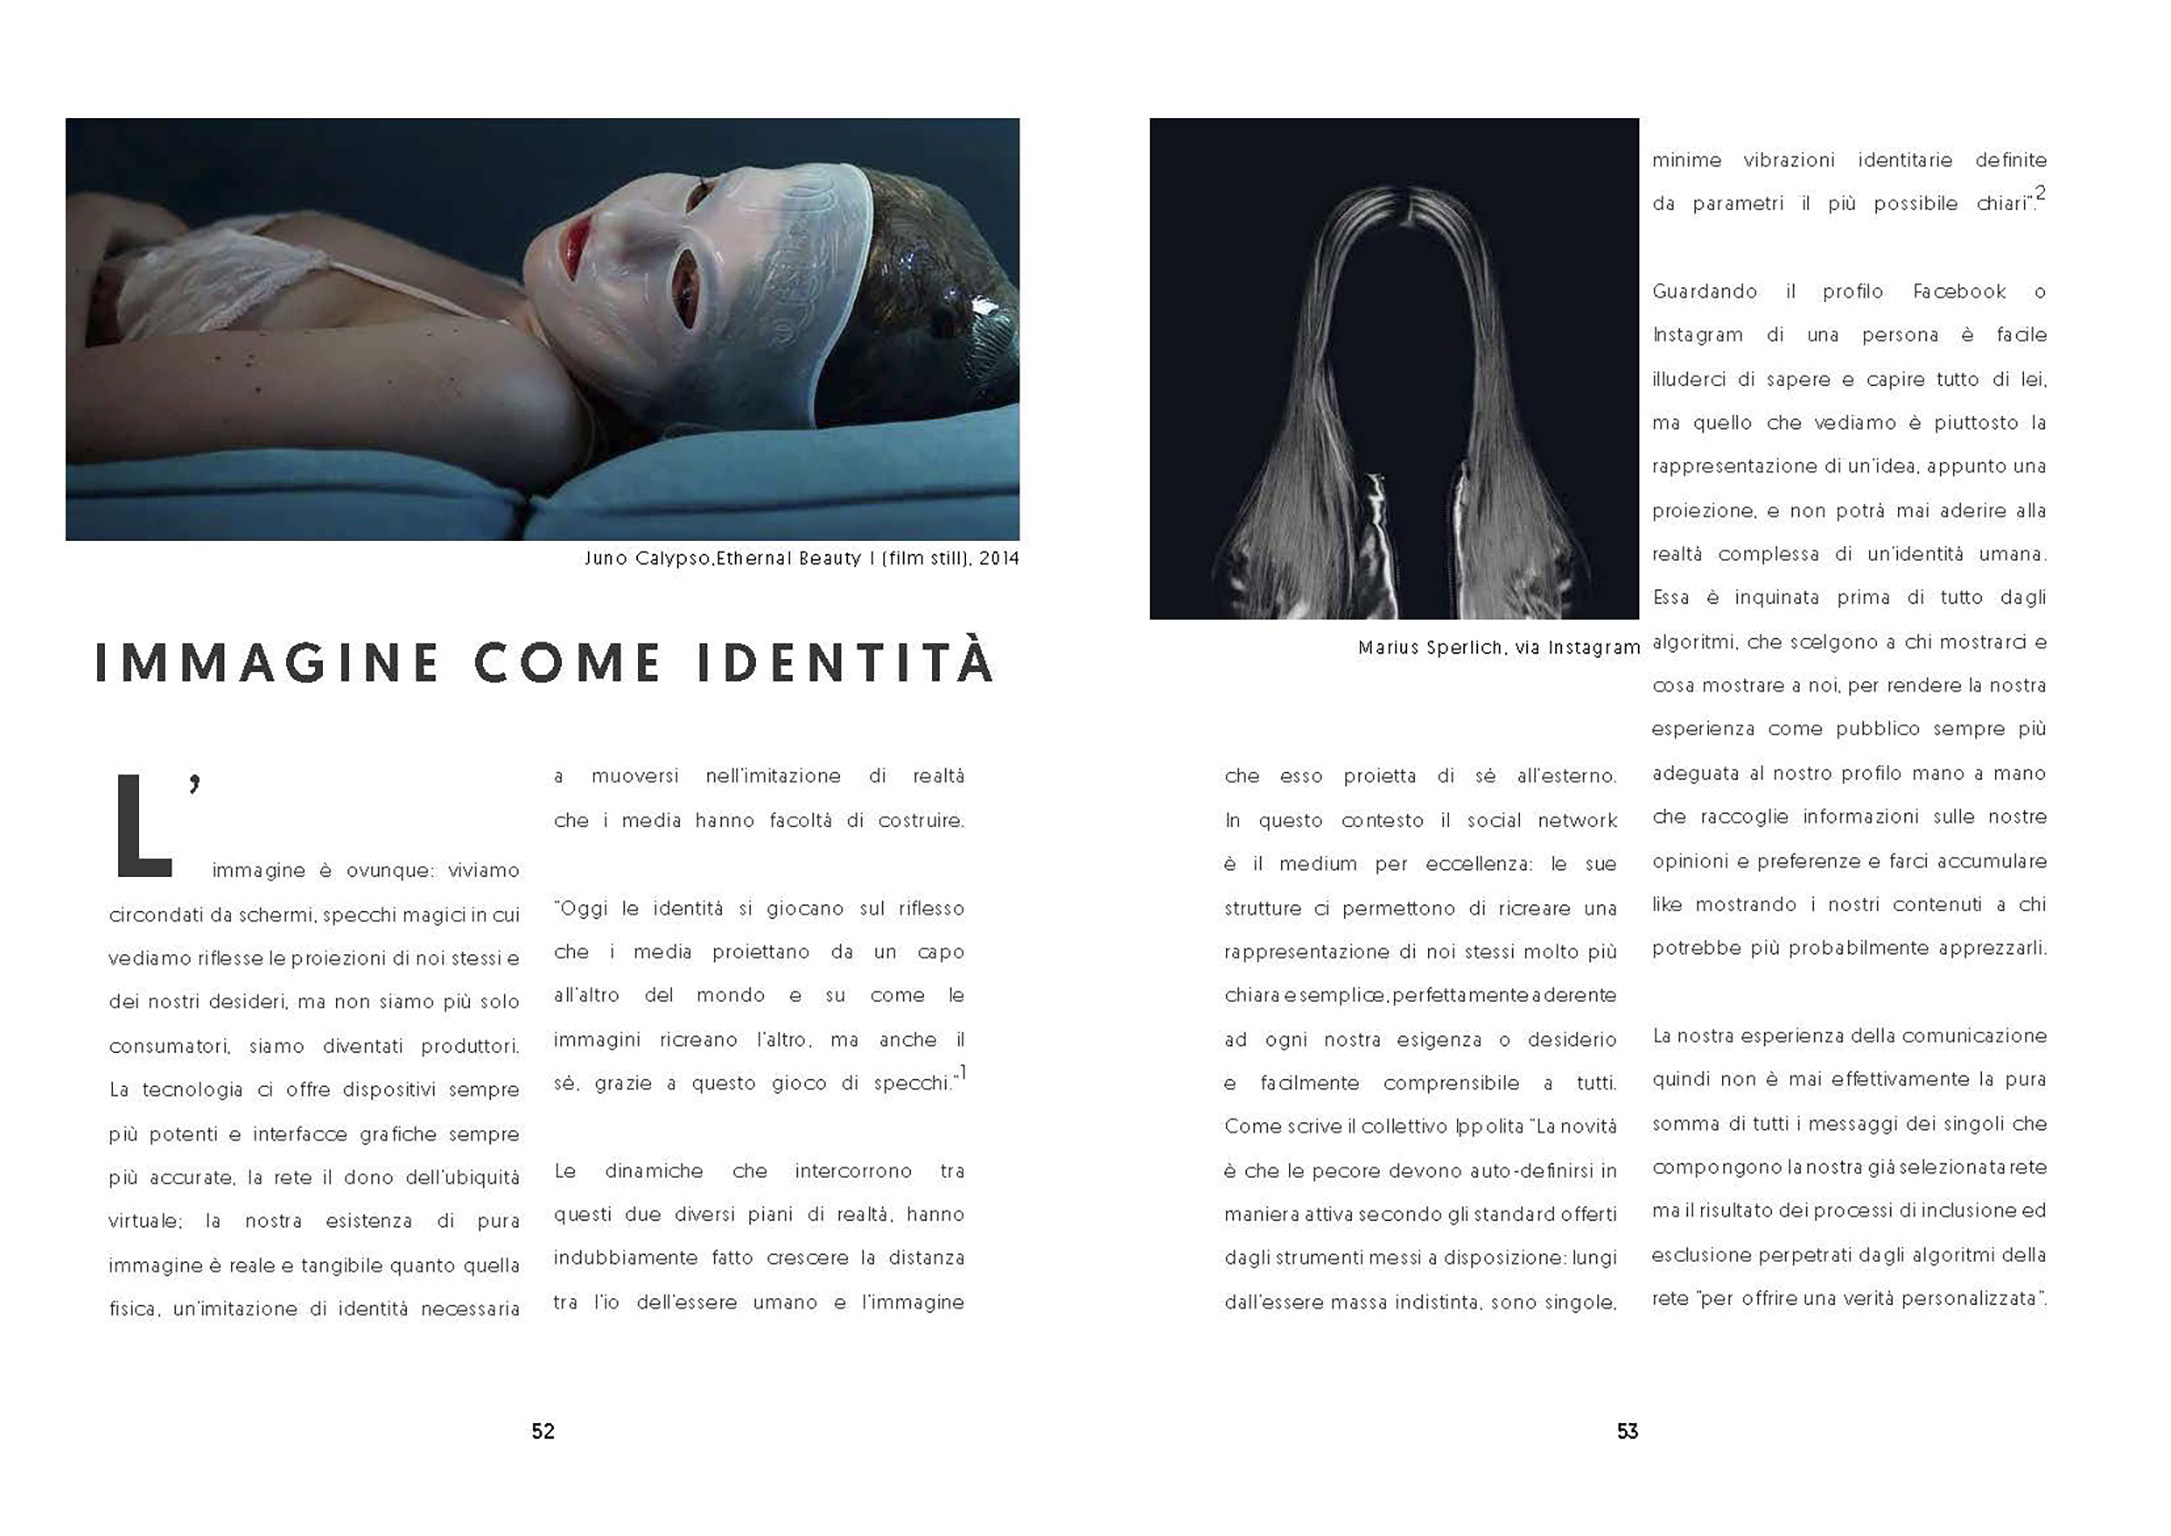 Juno Calypso,Ethernal Beauty I (film still), 2014
IMMAGINE COME IDENTITÀ
L’
immagine è ovunque: viviamo
circondati da schermi, specchi magici in cui
vediamo riflesse le proiezioni di noi stessi e
dei nostri desideri, ma non siamo più solo
consumatori, siamo diventati produttori.
La tecnologia ci offre dispositivi sempre
più potenti e interfacce grafiche sempre
più accurate, la rete il dono dell'ubiquità
virtuale; la nostra esistenza di pura
immagine è reale e tangibile quanto quella
fisica, un'imitazione di identità necessaria
a muoversi nell'imitazione di realtà
che i media hanno facoltà di costruire.
"Oggi le identità si giocano sul riflesso
che i media proiettano da un capo
all'altro del mondo e su come le
immagini ricreano l'altro, ma anche il
sé, grazie a questo gioco di specchi."1
Le dinamiche che intercorrono tra
questi due diversi piani di realtà, hanno
indubbiamente fatto crescere la distanza
tra l'io dell'essere umano e l'immagine
52
Marius Sperlich, via Instagram
che esso proietta di sé all'esterno.
In questo contesto il social network
è il medium per eccellenza: le sue
strutture ci permettono di ricreare una
rappresentazione di noi stessi molto più
chiara e semplice, perfettamente aderente
ad ogni nostra esigenza o desiderio
e facilmente comprensibile a tutti.
Come scrive il collettivo Ippolita "La novità
è che le pecore devono auto-definirsi in
maniera attiva secondo gli standard offerti
dagli strumenti messi a disposizione: lungi
dall'essere massa indistinta, sono singole,
minime vibrazioni identitarie definite
da parametri il più possibile chiari".2
Guardando il profilo Facebook o
Instagram di una persona è facile
illuderci di sapere e capire tutto di lei,
ma quello che vediamo è piuttosto la
rappresentazione di un'idea, appunto una
proiezione, e non potrà mai aderire alla
realtà complessa di un'identità umana.
Essa è inquinata prima di tutto dagli
algoritmi, che scelgono a chi mostrarci e
cosa mostrare a noi, per rendere la nostra
esperienza come pubblico sempre più
adeguata al nostro profilo mano a mano
che raccoglie informazioni sulle nostre
opinioni e preferenze e farci accumulare
like mostrando i nostri contenuti a chi
potrebbe più probabilmente apprezzarli.
La nostra esperienza della comunicazione
quindi non è mai effettivamente la pura
somma di tutti i messaggi dei singoli che
compongono la nostra già selezionata rete
ma il risultato dei processi di inclusione ed
esclusione perpetrati dagli algoritmi della
rete "per offrire una verità personalizzata".
53